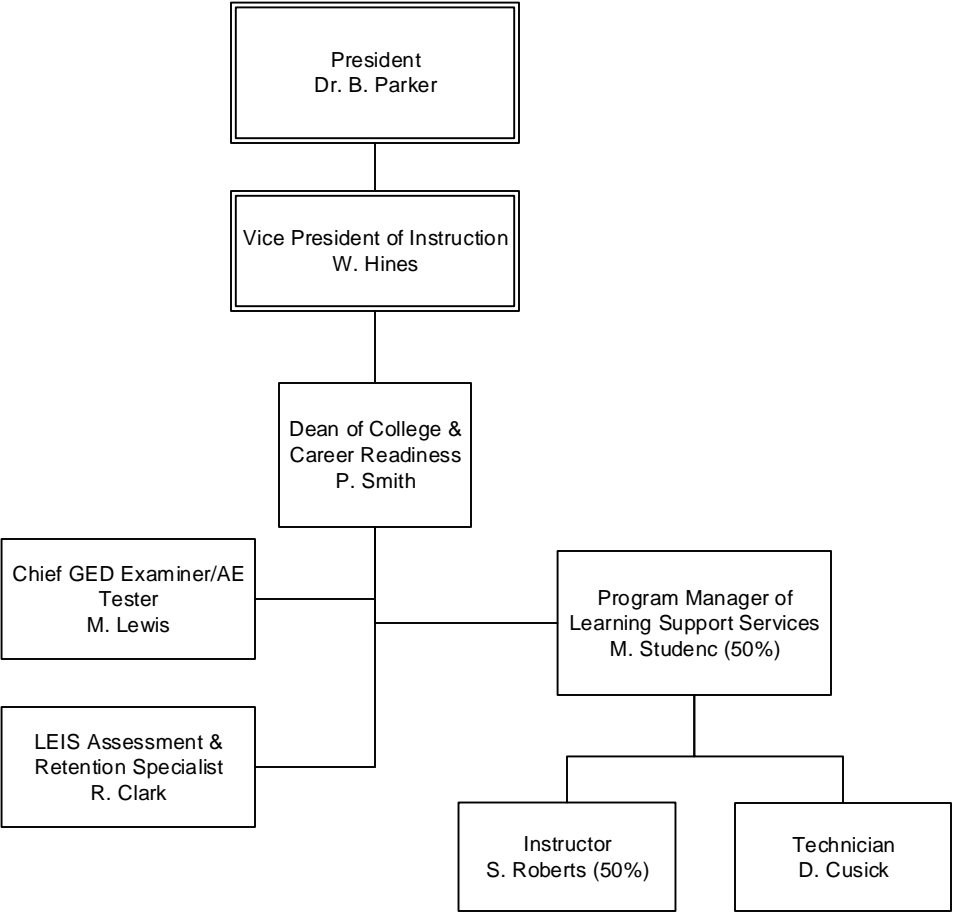 President
Dr. B. Parker
Vice President of Instruction
W. Hines
Dean of College &
Career Readiness
P. Smith
Chief GED Examiner/AE
Tester
M. Lewis
Program Manager of
Learning Support Services
M. Studenc (50%)
LEIS Assessment &
Retention Specialist
R. Clark
Instructor
S. Roberts (50%)
Technician
D. Cusick